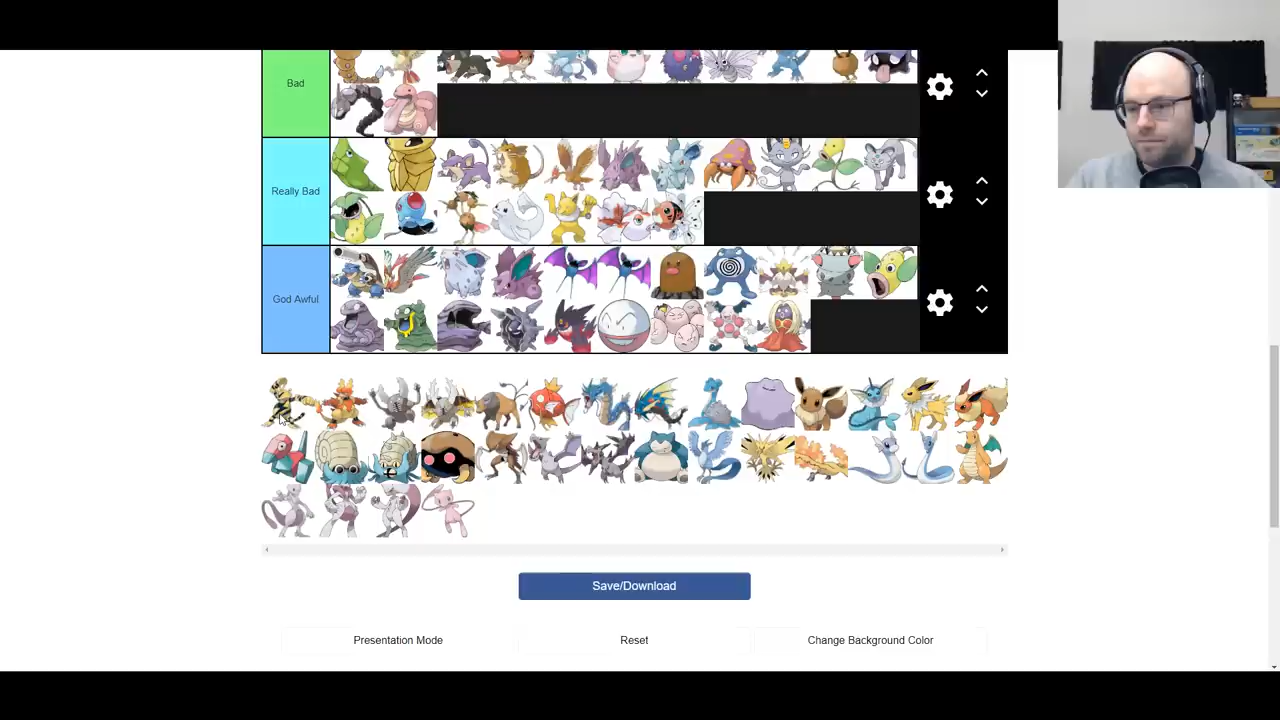 Bad
Really Bad
God Awful
Save/Download
Presentation Mode
Reset
Change Background Color